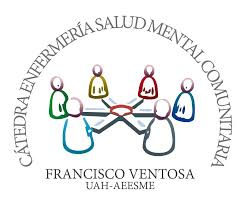 CÁTEDRA ENFERMERÍA SALUD MENTAL COMUNITARIA
FRANCISCO VENTOSA
UAH-AEESME